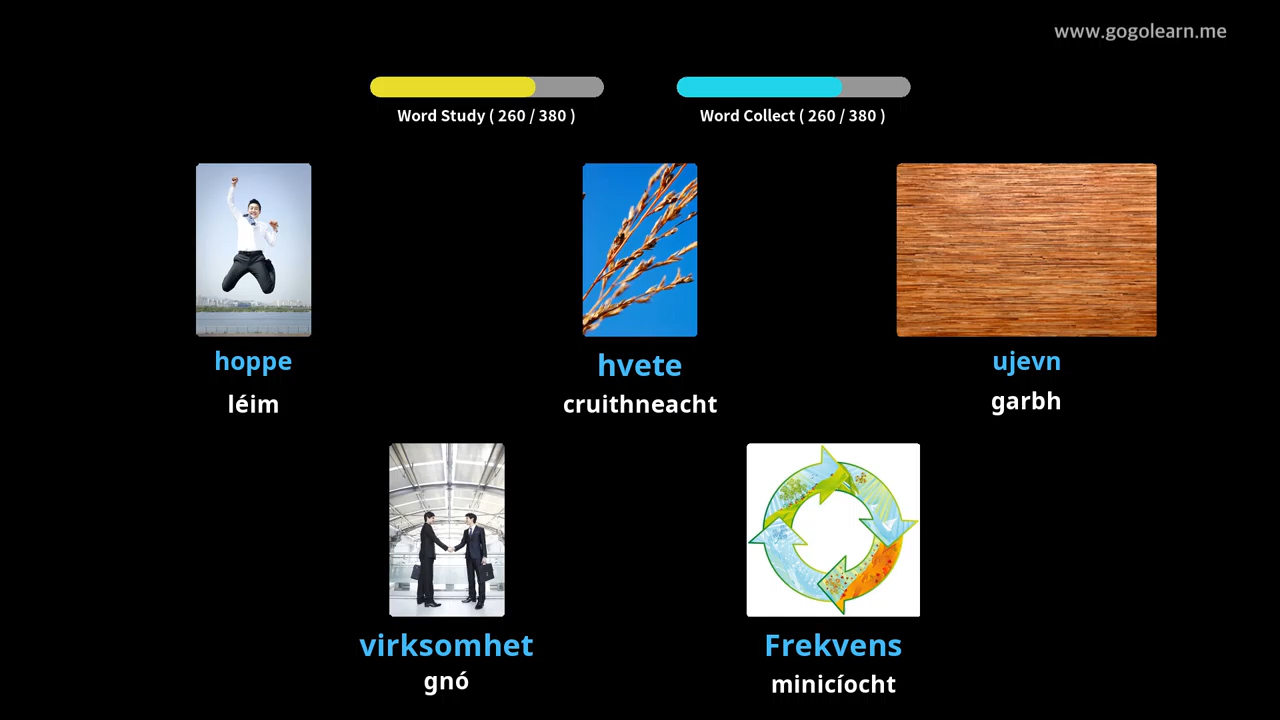 www.gogolearn.me
Word Study ( 260 / 380 )
Word Collect ( 260 / 380 )
hoppe
léim
hvete
cruithneacht
ujevn
garbh
virksomhet
gnó
Frekvens
minicíocht